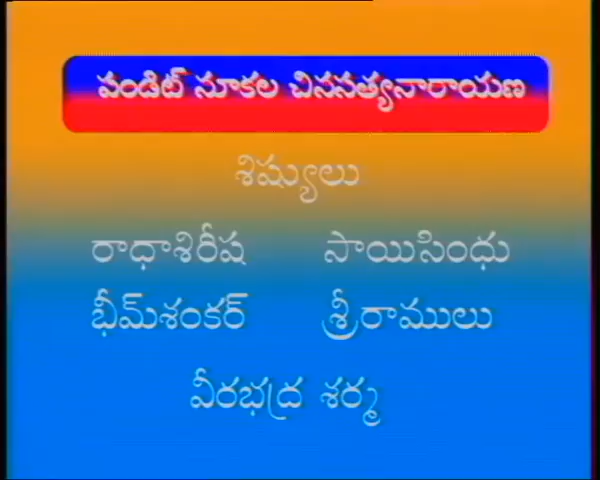 పండిట్ నూకల చినసత్యనారాయణ
శిష్యులు
రాధాశిరీష సాయిసింధు
భీమ్‌శంకర్ శ్రీరాములు
వీరభద్ర శర్మ